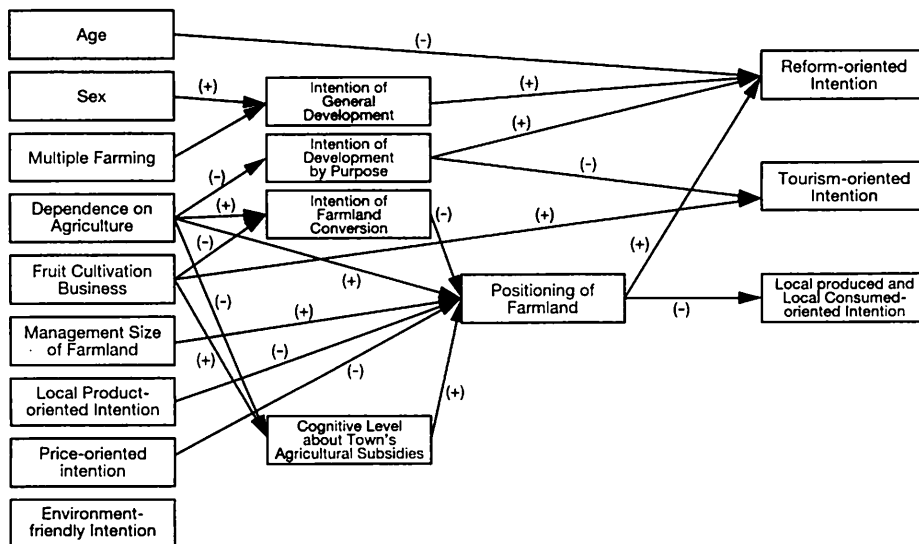 Age
(-)
Reform-oriented
Intention
Sex
(+)
Intention of
General
Development
(+)
Multiple Farming
(+)
Intention of
Development
by Purpose
(-)
(-)
Tourism-oriented
Intention
Dependence on
Agriculture
(+)
Intention of
Farmland
Conversion
(-)
(+)
(-)
(+)
Fruit Cultivation
Business
(+)
Positioning of
Farmland
Local produced and
Local Consumed-
oriented Intention
(-)
(-)
Management Size
of Farmland
(+)
(+)
(-)
(-)
Local Product-
oriented Intention
(+)
Cognitive Level
about Town's
Agricultural Subsidies
Price-oriented
intention
Environment-
friendly Intention